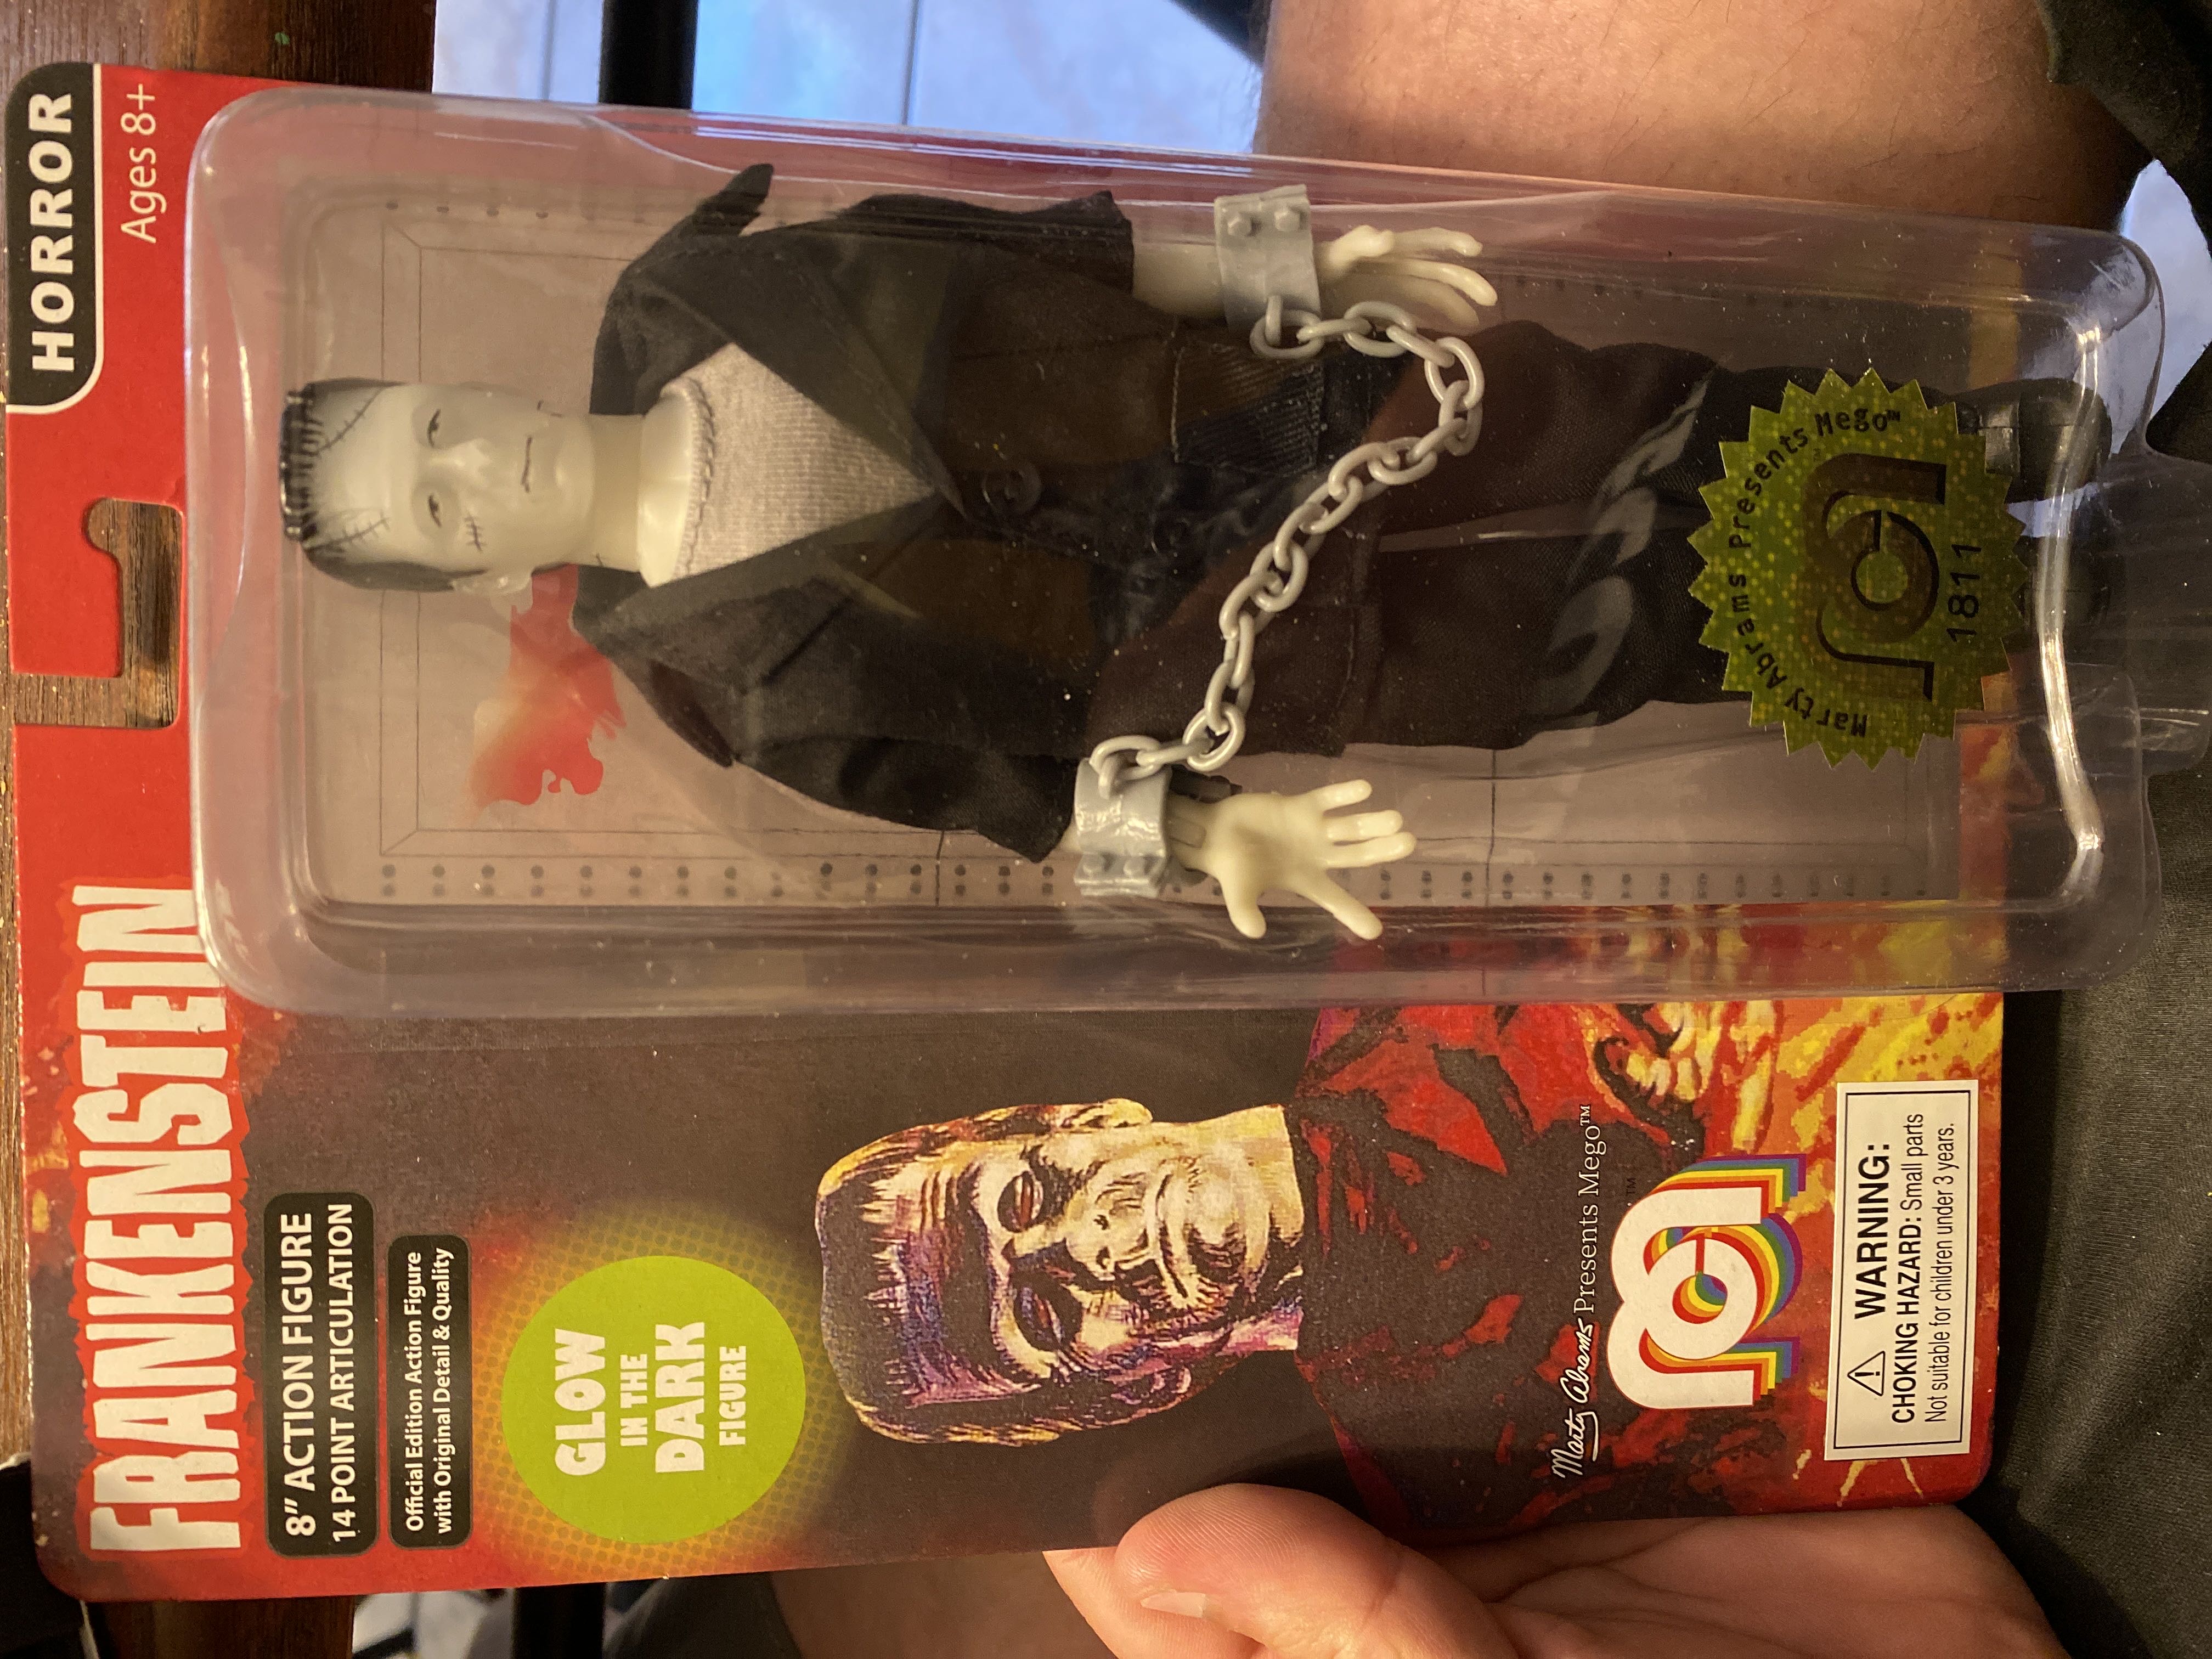 HORROR
Ages 8+
FRANKENSTEIN
8" ACTION FIGURE
14 POINT ARTICULATION
Official Edition Action Figure
with Original Detail & Quality
GLOW
IN THE
DARK
FIGURE
Marty Abrams Presents Mego™
TM
⚠ WARNING:
CHOKING HAZARD: Small parts
Not suitable for children under 3 years.
Marty Abrams Presents Mego™
1811